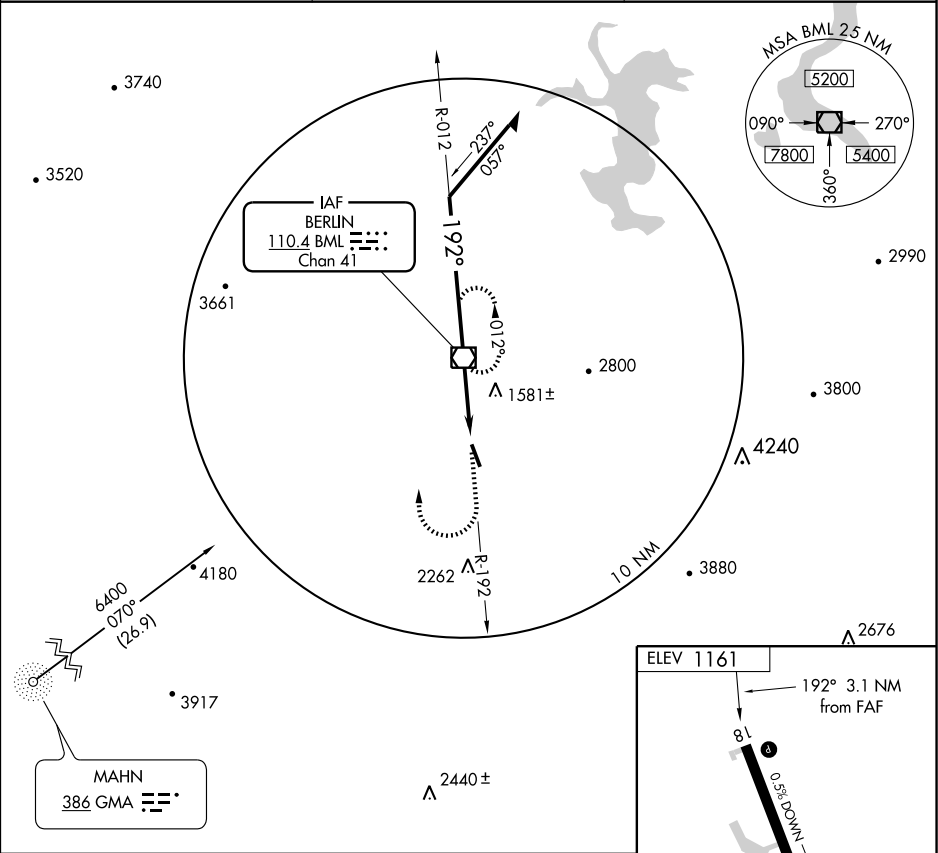 MSA BML 25 NM
5200
090°
270°
7800
5400
360°
3740
3520
R-012
237°
057°
IAF
BERLIN
110.4 BML
Chan 41
192°
2990
3661
012°
2800
1581±
3800
4240
10 NM
2262
R-192
3880
4180
6400
070°
(26.9)
2676
3917
MAHN
386 GMA
2440±
ELEV 1161
192° 3.1 NM
from FAF
18
P
0.5% DOWN